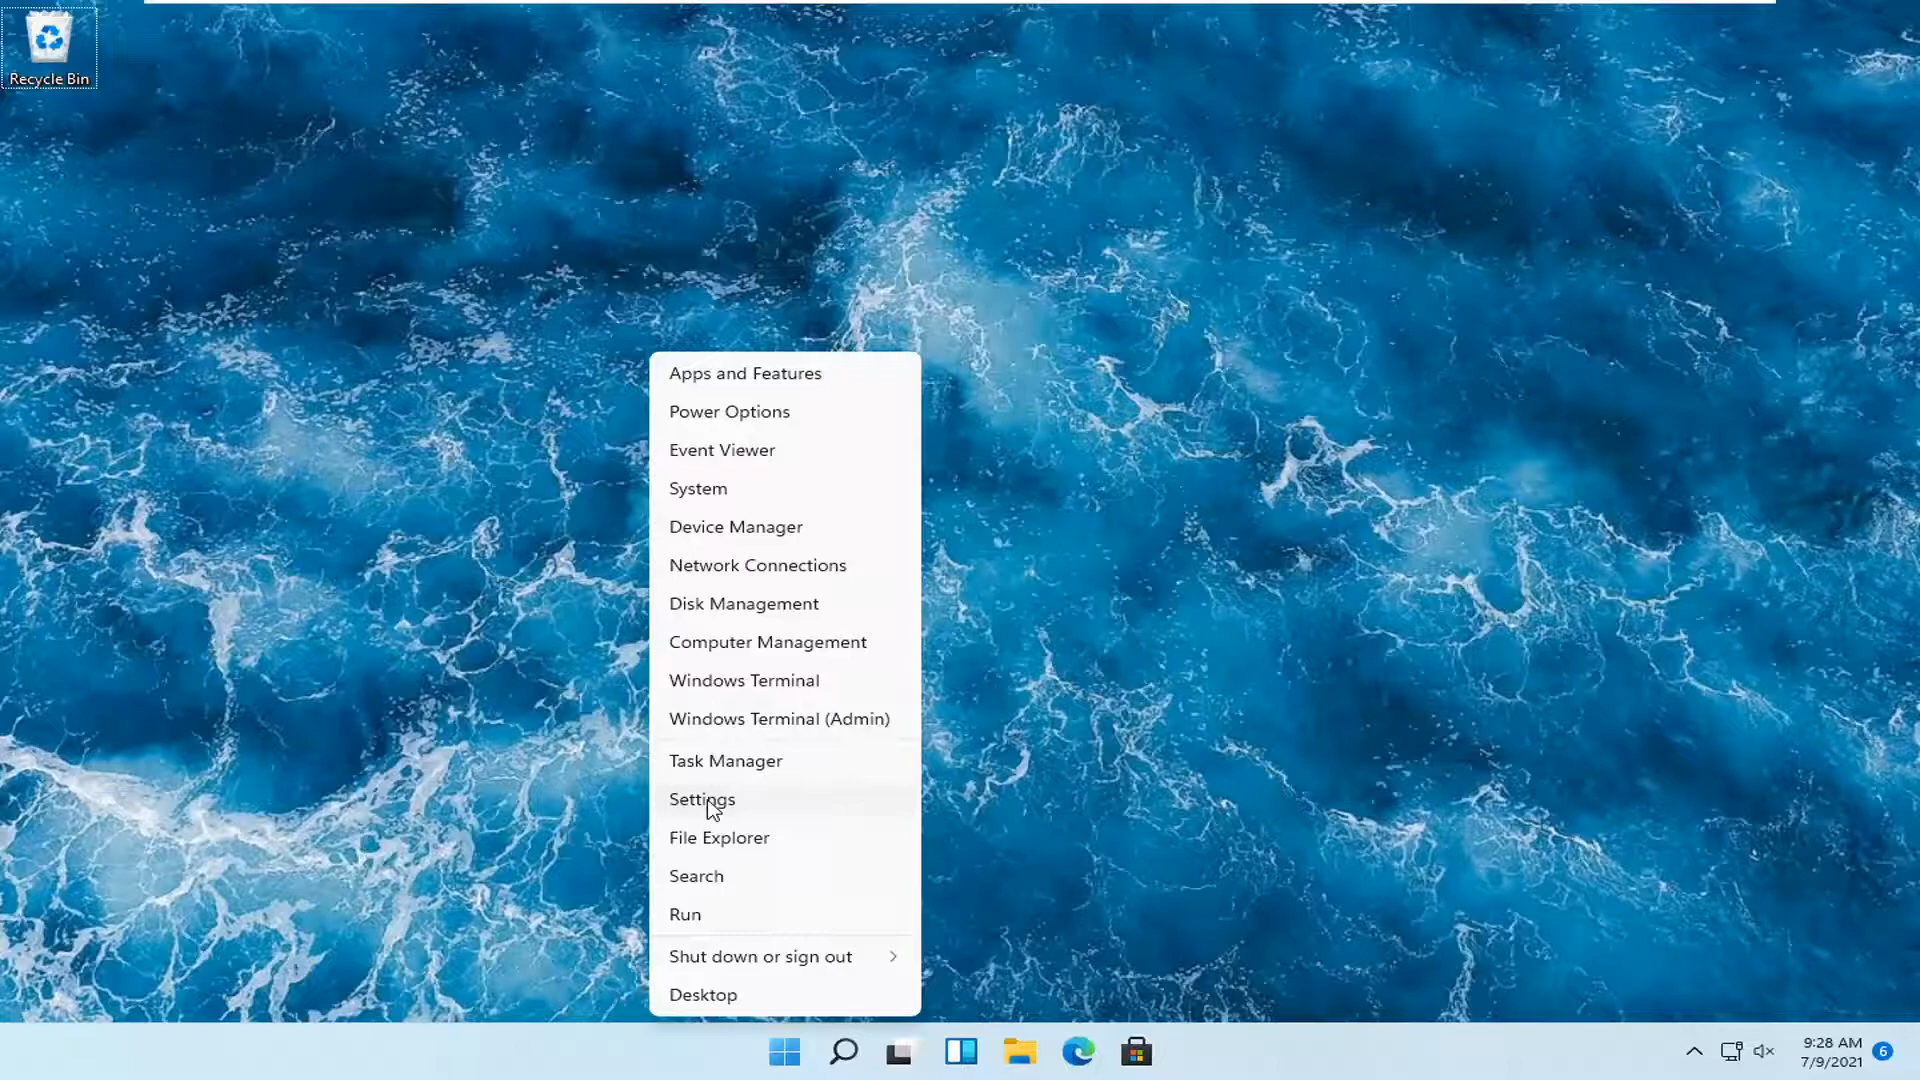 Recycle Bin
Apps and Features
Power Options
Event Viewer
System
Device Manager
Network Connections
Disk Management
Computer Management
Windows Terminal
Windows Terminal (Admin)
Task Manager
Settings
File Explorer
Search
Run
Shut down or sign out
Desktop
9:28 AM
7/9/2021
6